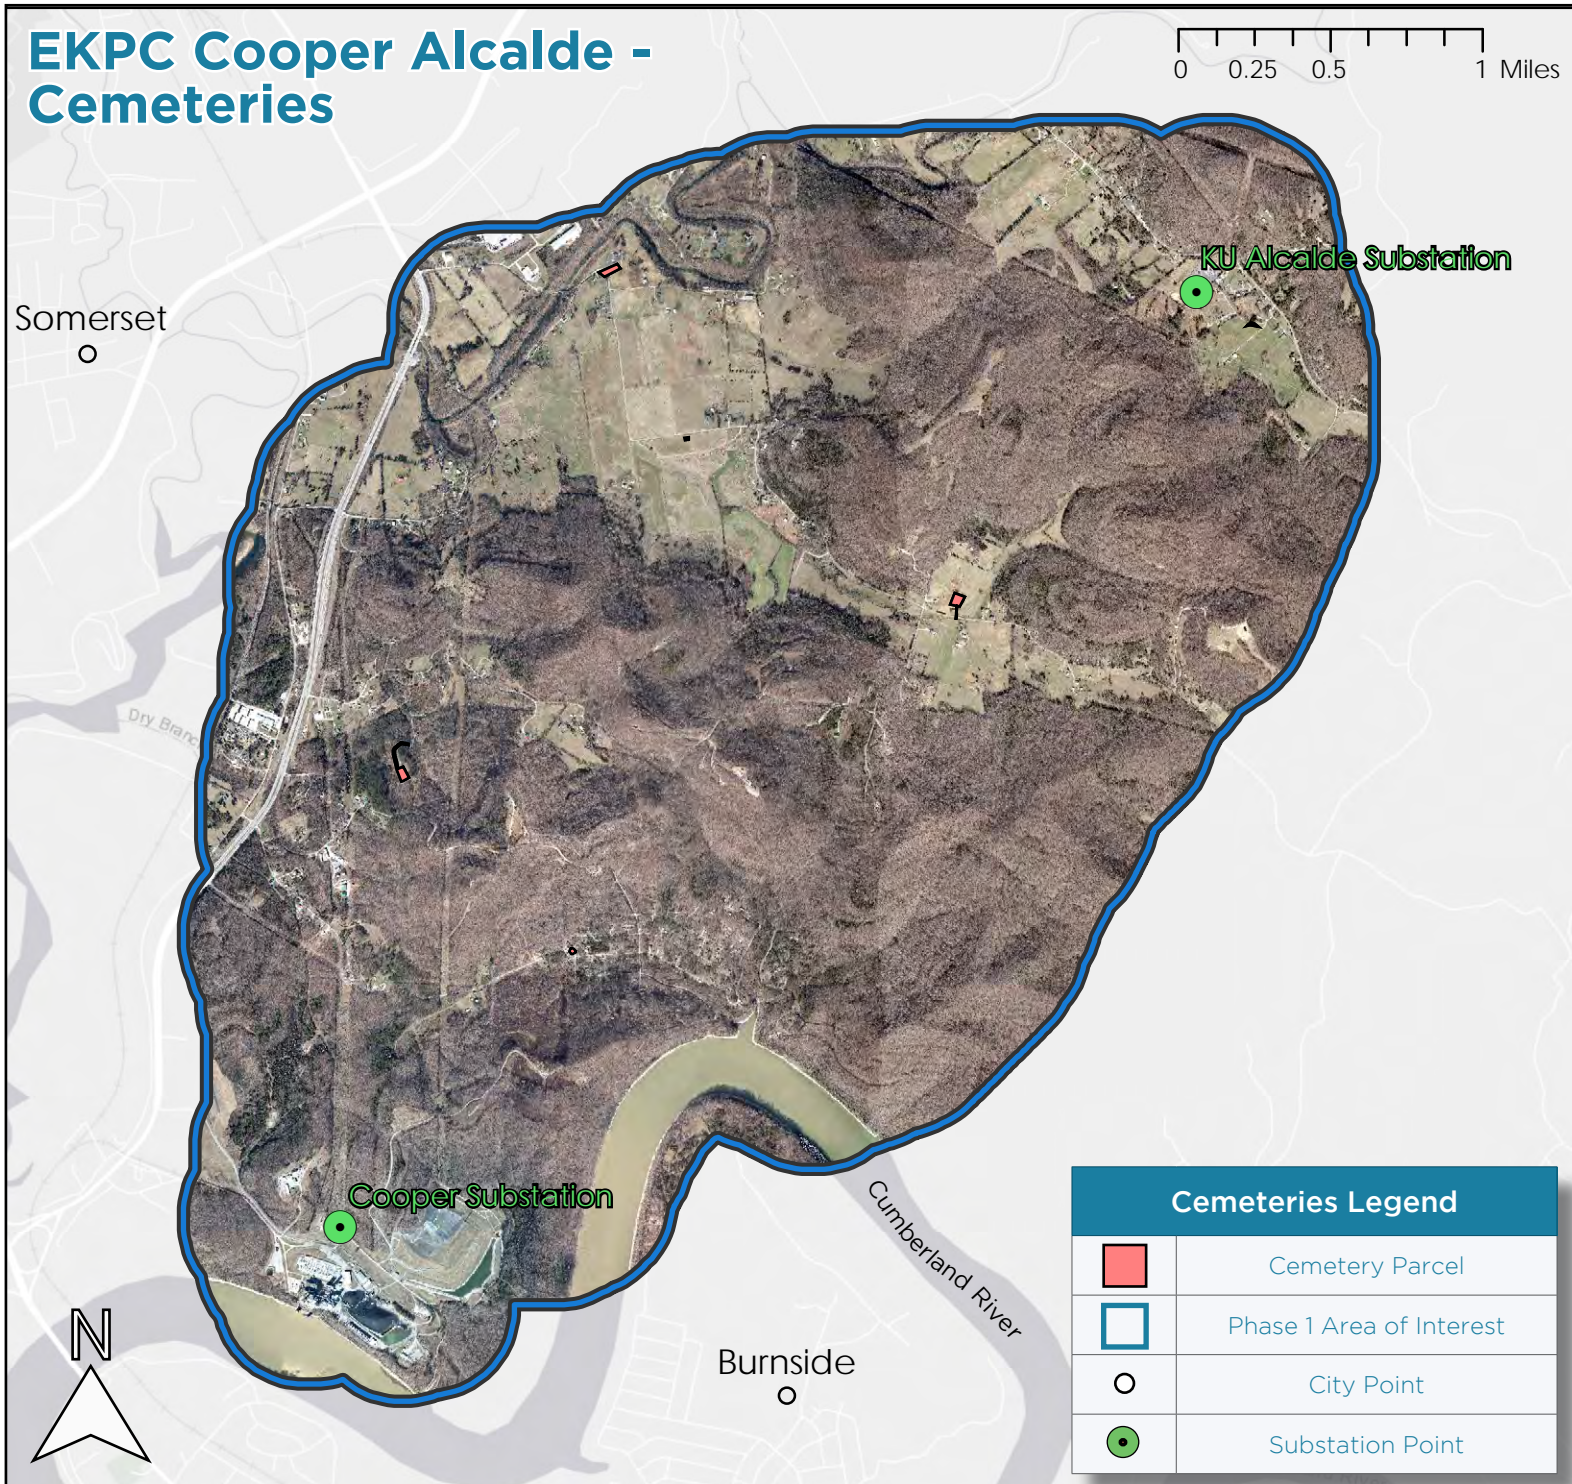 EKPC Cooper Alcalde -
Cemeteries
0 0.25 0.5 1 Miles
KU Alcalde Substation
Somerset
Dry Branch
Cooper Substation
Cumberland River
Burnside
N
Cemeteries Legend
Cemetery Parcel
Phase 1 Area of Interest
City Point
Substation Point